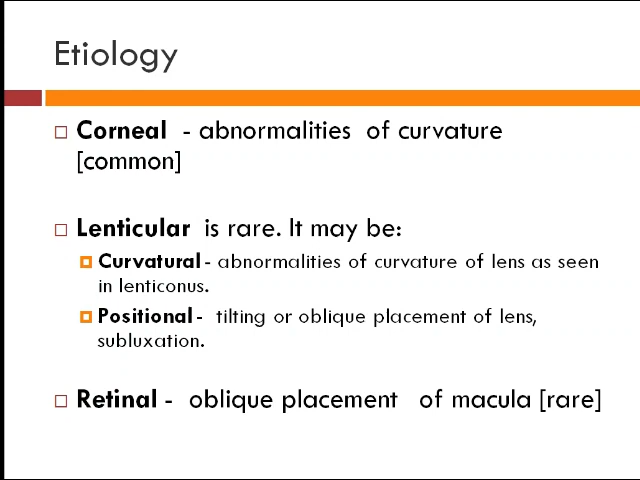 Etiology
Corneal - abnormalities of curvature
[common]
Lenticular is rare. It may be:
Curvatural - abnormalities of curvature of lens as seen
in lenticonus.
Positional - tilting or oblique placement of lens,
subluxation.
Retinal - oblique placement of macula [rare]